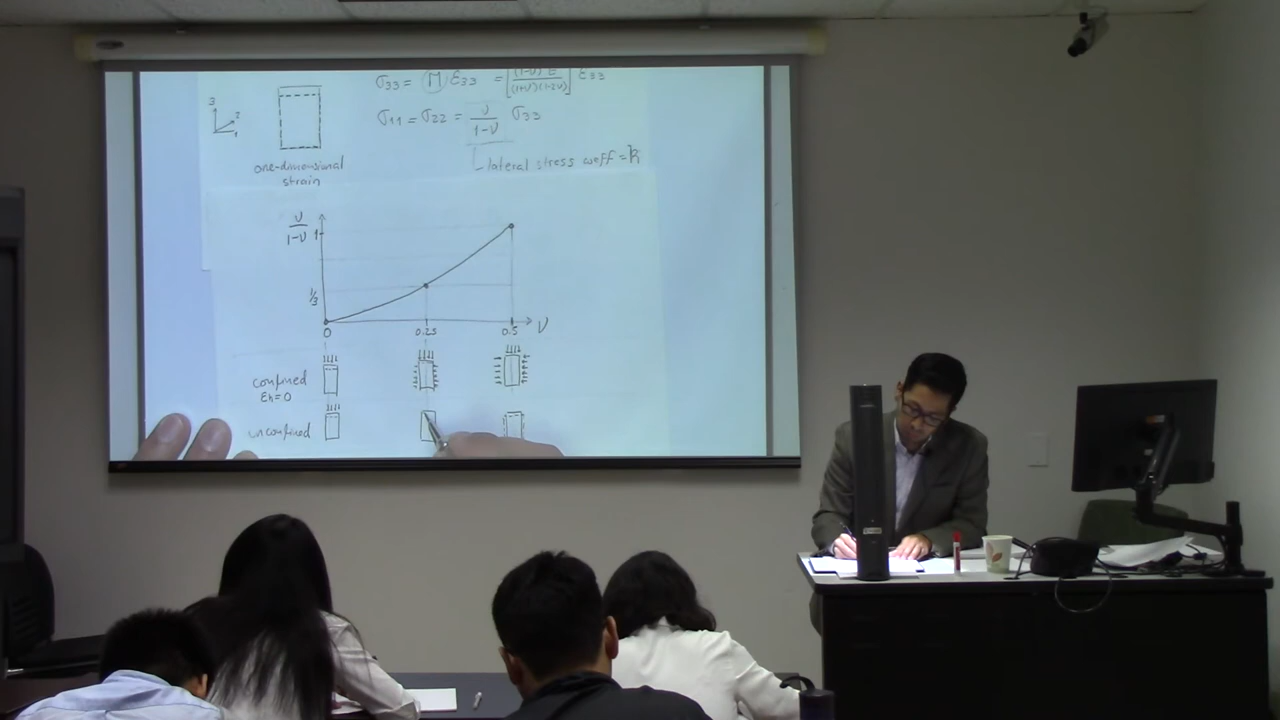 σ33 = M ε33 = [(1-ν) E / (1+ν)(1-2ν)] ε33
3
2
1
σ11 = σ22 = ν / 1-ν σ33
one-dimensional
strain
lateral stress coeff =
ν / 1-ν
1
1/3
0 0.25 0.5 ν
confined
εh=0
unconfined